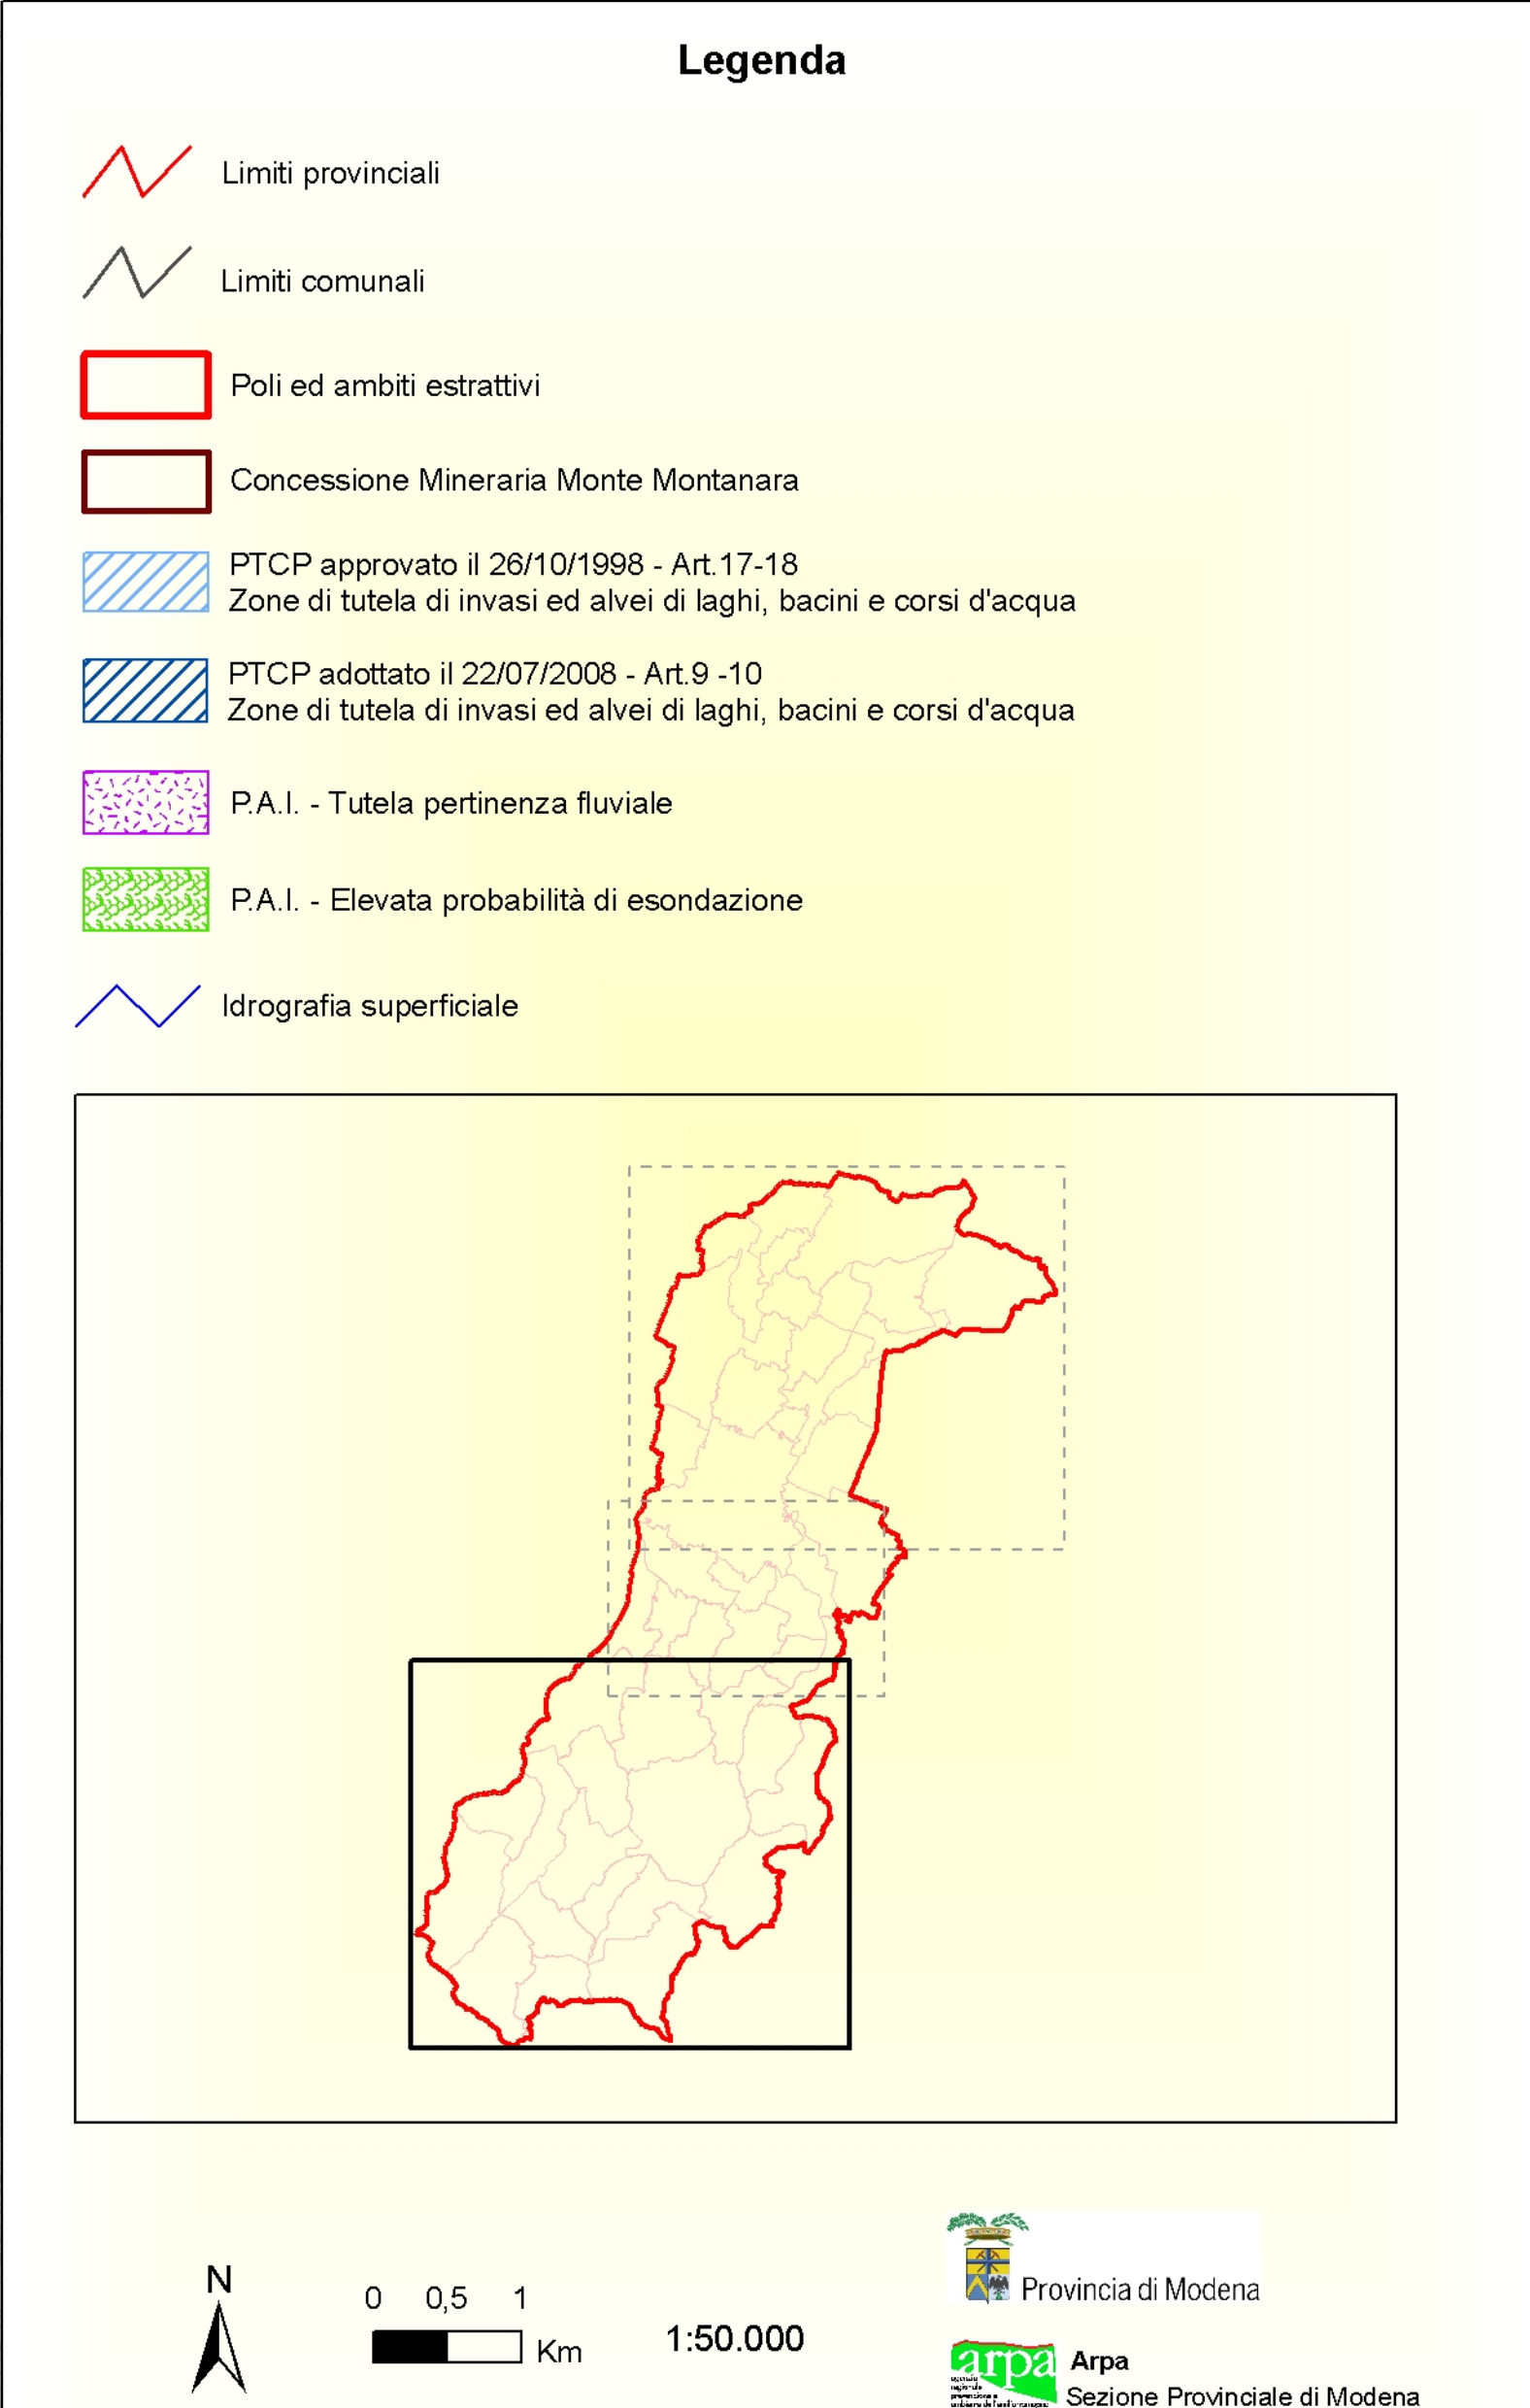 Legenda
Limiti provinciali
Limiti comunali
Poli ed ambiti estrattivi
Concessione Mineraria Monte Montanara
PTCP approvato il 26/10/1998 - Art.17-18
Zone di tutela di invasi ed alvei di laghi, bacini e corsi d'acqua
PTCP adottato il 22/07/2008 - Art.9 -10
Zone di tutela di invasi ed alvei di laghi, bacini e corsi d'acqua
P.A.I. - Tutela pertinenza fluviale
P.A.I. - Elevata probabilità di esondazione
Idrografia superficiale
N
0 0,5 1
Km
1:50.000
Provincia di Modena
arpa
Arpa
Sezione Provinciale di Modena